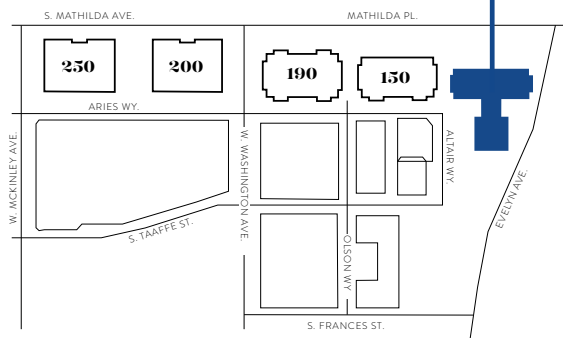 S. MATHILDA AVE.
MATHILDA PL.
250
200
190
150
ARIES WY.
W. MCKINLEY AVE.
W. WASHINGTON AVE.
ALTAIR WY.
EVELYN AVE.
S. TAAFFE ST.
OLSON WY
S. FRANCES ST.